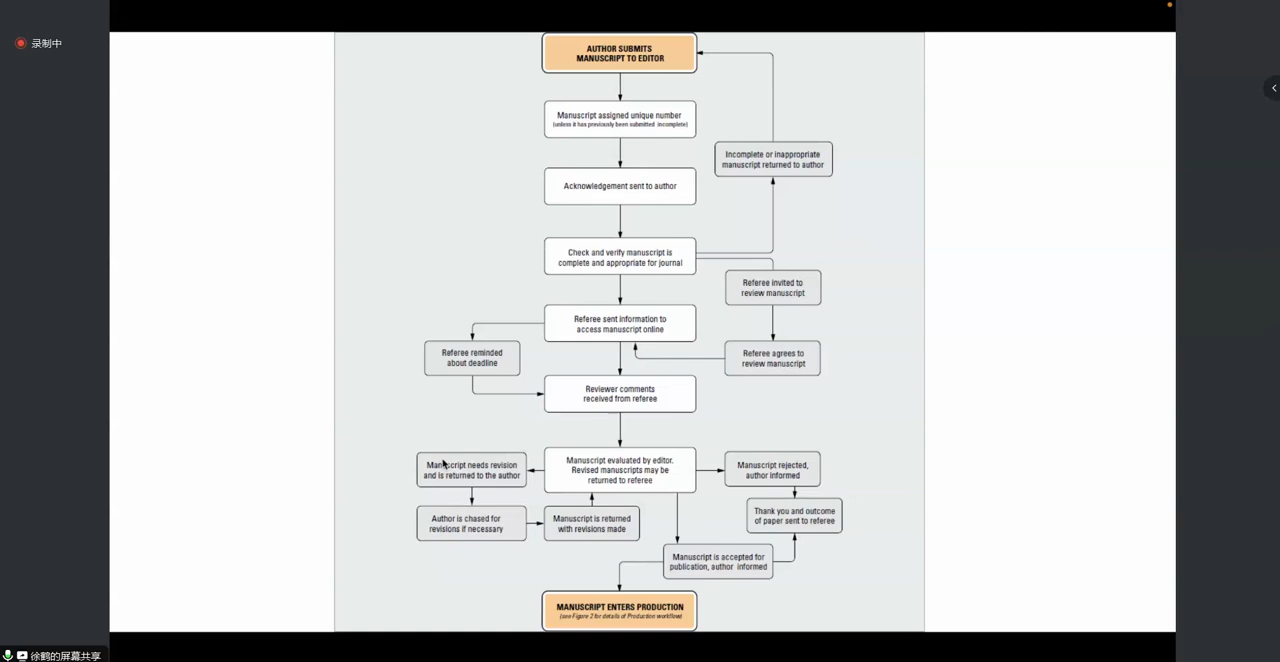 录制中
AUTHOR SUBMITS
MANUSCRIPT TO EDITOR
Manuscript assigned unique number
(unless it has previously been submitted incomplete)
Incomplete or inappropriate
manuscript returned to author
Acknowledgement sent to author
Check and verify manuscript is
complete and appropriate for journal
Referee invited to
review manuscript
Referee sent information to
access manuscript online
Referee reminded
about deadline
Referee agrees to
review manuscript
Reviewer comments
received from referee
Manuscript needs revision
and is returned to the author
Manuscript evaluated by editor.
Revised manuscripts may be
returned to referee
Manuscript rejected,
author informed
Author is chased for
revisions if necessary
Manuscript is returned
with revisions made
Thank you and outcome
of paper sent to referee
Manuscript is accepted for
publication, author informed
MANUSCRIPT ENTERS PRODUCTION
(see Figure 2 for details of Production workflow)
徐鹤的屏幕共享